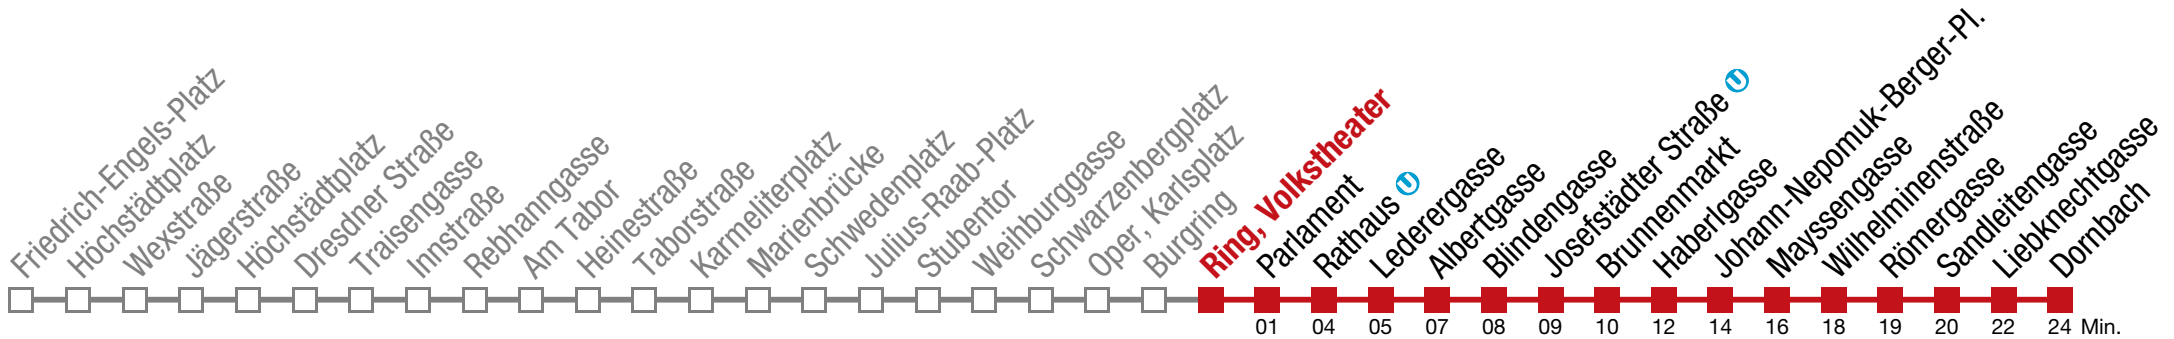 Friedrich-Engels-Platz
Höchstädtplatz
Wexstraße
Jägerstraße
Höchstädtplatz
Dresdner Straße
Traisengasse
Innstraße
Rebhanngasse
Am Tabor
Heinestraße
Taborstraße
Karmeliterplatz
Marienbrücke
Schwedenplatz
Julius-Raab-Platz
Stubentor
Weihburggasse
Schwarzenbergplatz
Oper, Karlsplatz
Burgring
Ring, Volkstheater
Parlament
Rathaus U
Lederergasse
Albertgasse
Blindengasse
Josefstädter Straße U
Brunnenmarkt
Haberlgasse
Johann-Nepomuk-Berger-Pl.
Mayssengasse
Wilhelminenstraße
Römergasse
Sandleitengasse
Liebknechtgasse
Dornbach
01 04 05 07 08 09 10 12 14 16 18 19 20 22 24 Min.